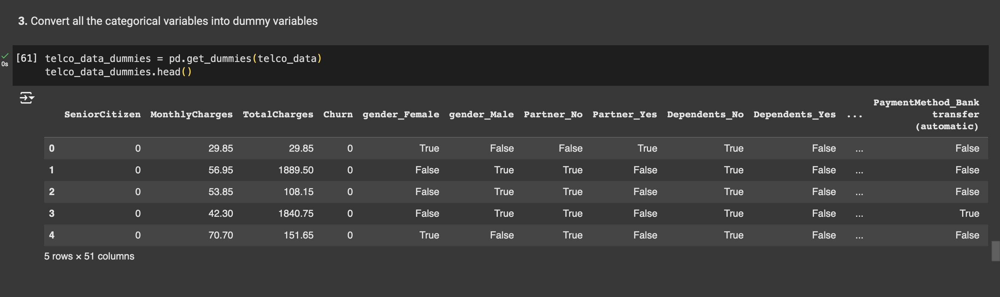 3. Convert all the categorical variables into dummy variables
[61] telco_data_dummies = pd.get_dummies(telco_data)
0s
telco_data_dummies.head()
PaymentMethod_Bank
SeniorCitizen MonthlyCharges TotalCharges Churn gender_Female gender_Male Partner_No Partner_Yes Dependents_No Dependents_Yes ... transfer
(automatic)
0 0 29.85 29.85 0 True False False True True False ... False
1 0 56.95 1889.50 0 False True True False True False ... False
2 0 53.85 108.15 0 False True True False True False ... False
3 0 42.30 1840.75 0 False True True False True False ... True
4 0 70.70 151.65 0 True False True False True False ... False
5 rows × 51 columns